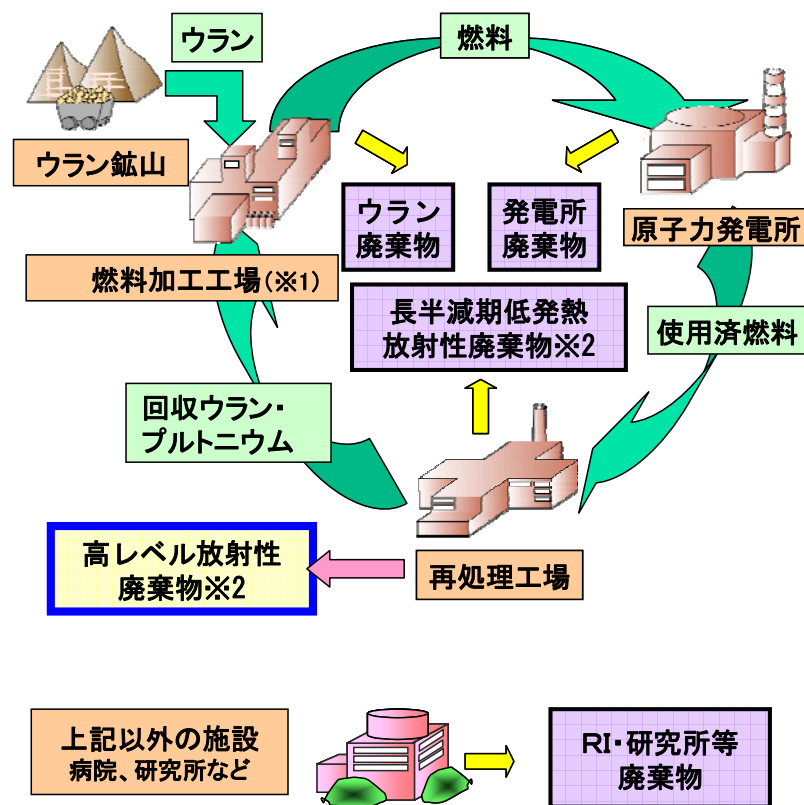 ウラン
燃料
ウラン鉱山
ウラン
廃棄物
発電所
廃棄物
原子力発電所
燃料加工工場(※1)
長半減期低発熱
放射性廃棄物※2
使用済燃料
回収ウラン・
プルトニウム
高レベル放射性
廃棄物※2
再処理工場
上記以外の施設
病院、研究所など
RI・研究所等
廃棄物